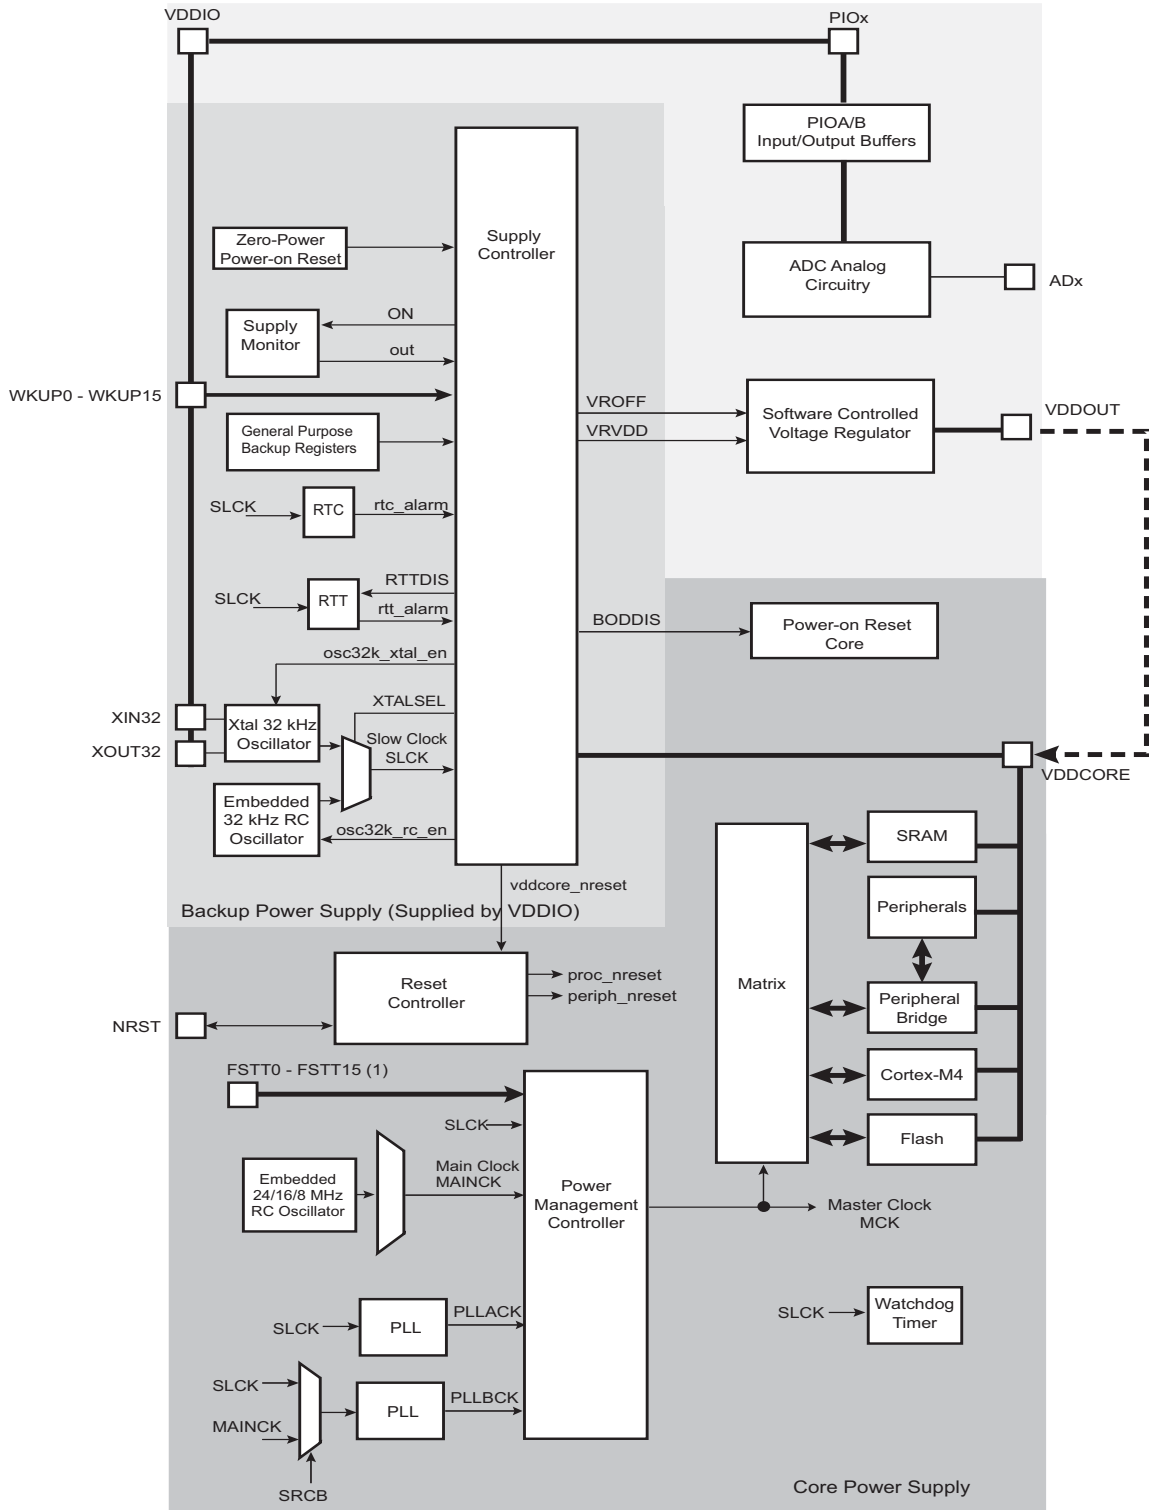 VDDIO
PIOx
PIOA/B
Input/Output Buffers
Supply
Controller
Zero-Power
Power-on Reset
ADC Analog
Circuitry
ADx
ON
Supply
Monitor
out
WKUP0 - WKUP15
VROFF
VRVDD
Software Controlled
Voltage Regulator
VDDOUT
General Purpose
Backup Registers
SLCK
RTC
rtc_alarm
RTTDIS
SLCK
RTT
rtt_alarm
BODDIS
Power-on Reset
Core
osc32k_xtal_en
XTALSEL
XIN32
Xtal 32 kHz
Oscillator
XOUT32
Slow Clock
SLCK
VDDCORE
Embedded
32 kHz RC
Oscillator
osc32k_rc_en
SRAM
vddcore_nreset
Backup Power Supply (Supplied by VDDIO)
Peripherals
Matrix
Reset
Controller
proc_nreset
periph_nreset
Peripheral
Bridge
NRST
FSTT0 - FSTT15 (1)
Cortex-M4
SLCK
Flash
Main Clock
MAINCK
Embedded
24/16/8 MHz
RC Oscillator
Power
Management
Controller
Master Clock
MCK
SLCK
PLL
PLLACK
SLCK
Watchdog
Timer
SLCK
MAINCK
PLL
PLLBCK
SRCB
Core Power Supply